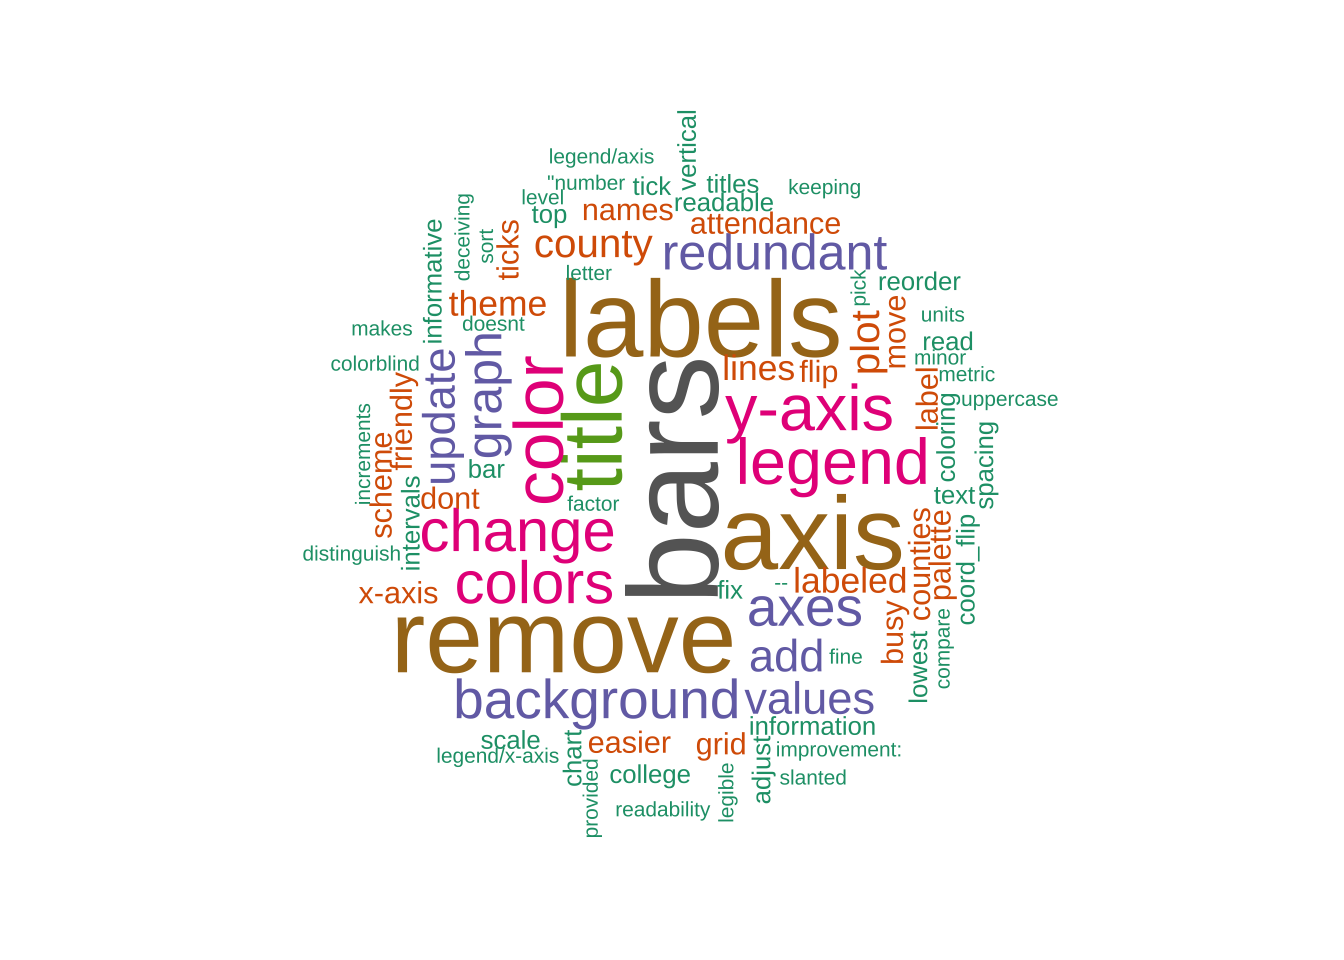 vertical
legend/axis
"number
tick
titles
keeping
level
readable
deceiving
top
names
attendance
informative
sort
ticks
county
redundant
letter
pick
reorder
theme
labels
units
makes
doesnt
plot
move
read
colorblind
update
graph
color
title
bars
lines
flip
minor
metric
friendly
label
y-axis
uppercase
increments
scheme
bar
legend
coloring
spacing
intervals
dont
factor
text
change
axis
counties
palette
coord_flip
distinguish
x-axis
colors
fix
--
labeled
axes
remove
busy
compare
lowest
add
fine
background
values
information
scale
legend/x-axis
chart
easier
grid
adjust
improvement:
provided
college
legible
slanted
readability